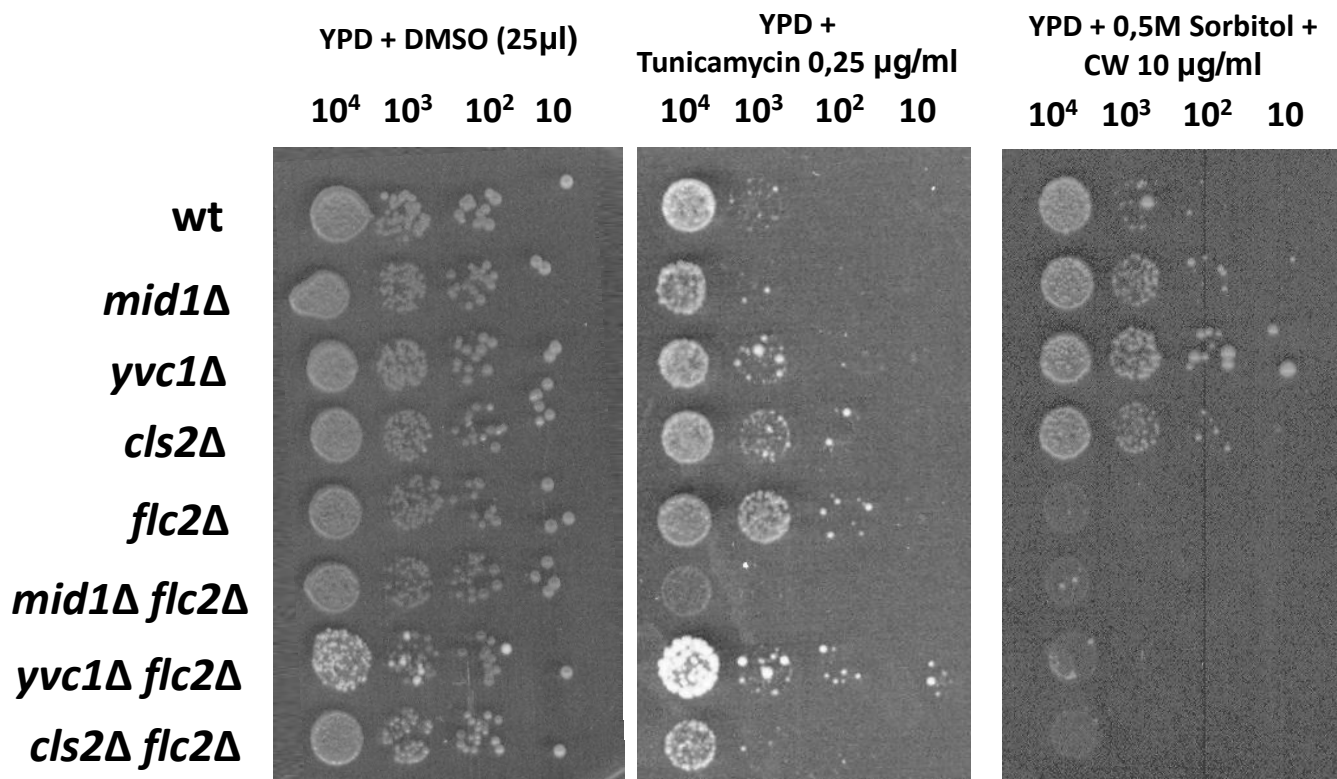 YPD + DMSO (25µl)
YPD +
Tunicamycin 0,25 µg/ml
YPD + 0,5M Sorbitol +
CW 10 µg/ml
10⁴ 10³ 10² 10
10⁴ 10³ 10² 10
10⁴ 10³ 10² 10
wt
mid1Δ
yvc1Δ
cls2Δ
flc2Δ
mid1Δ flc2Δ
yvc1Δ flc2Δ
cls2Δ flc2Δ